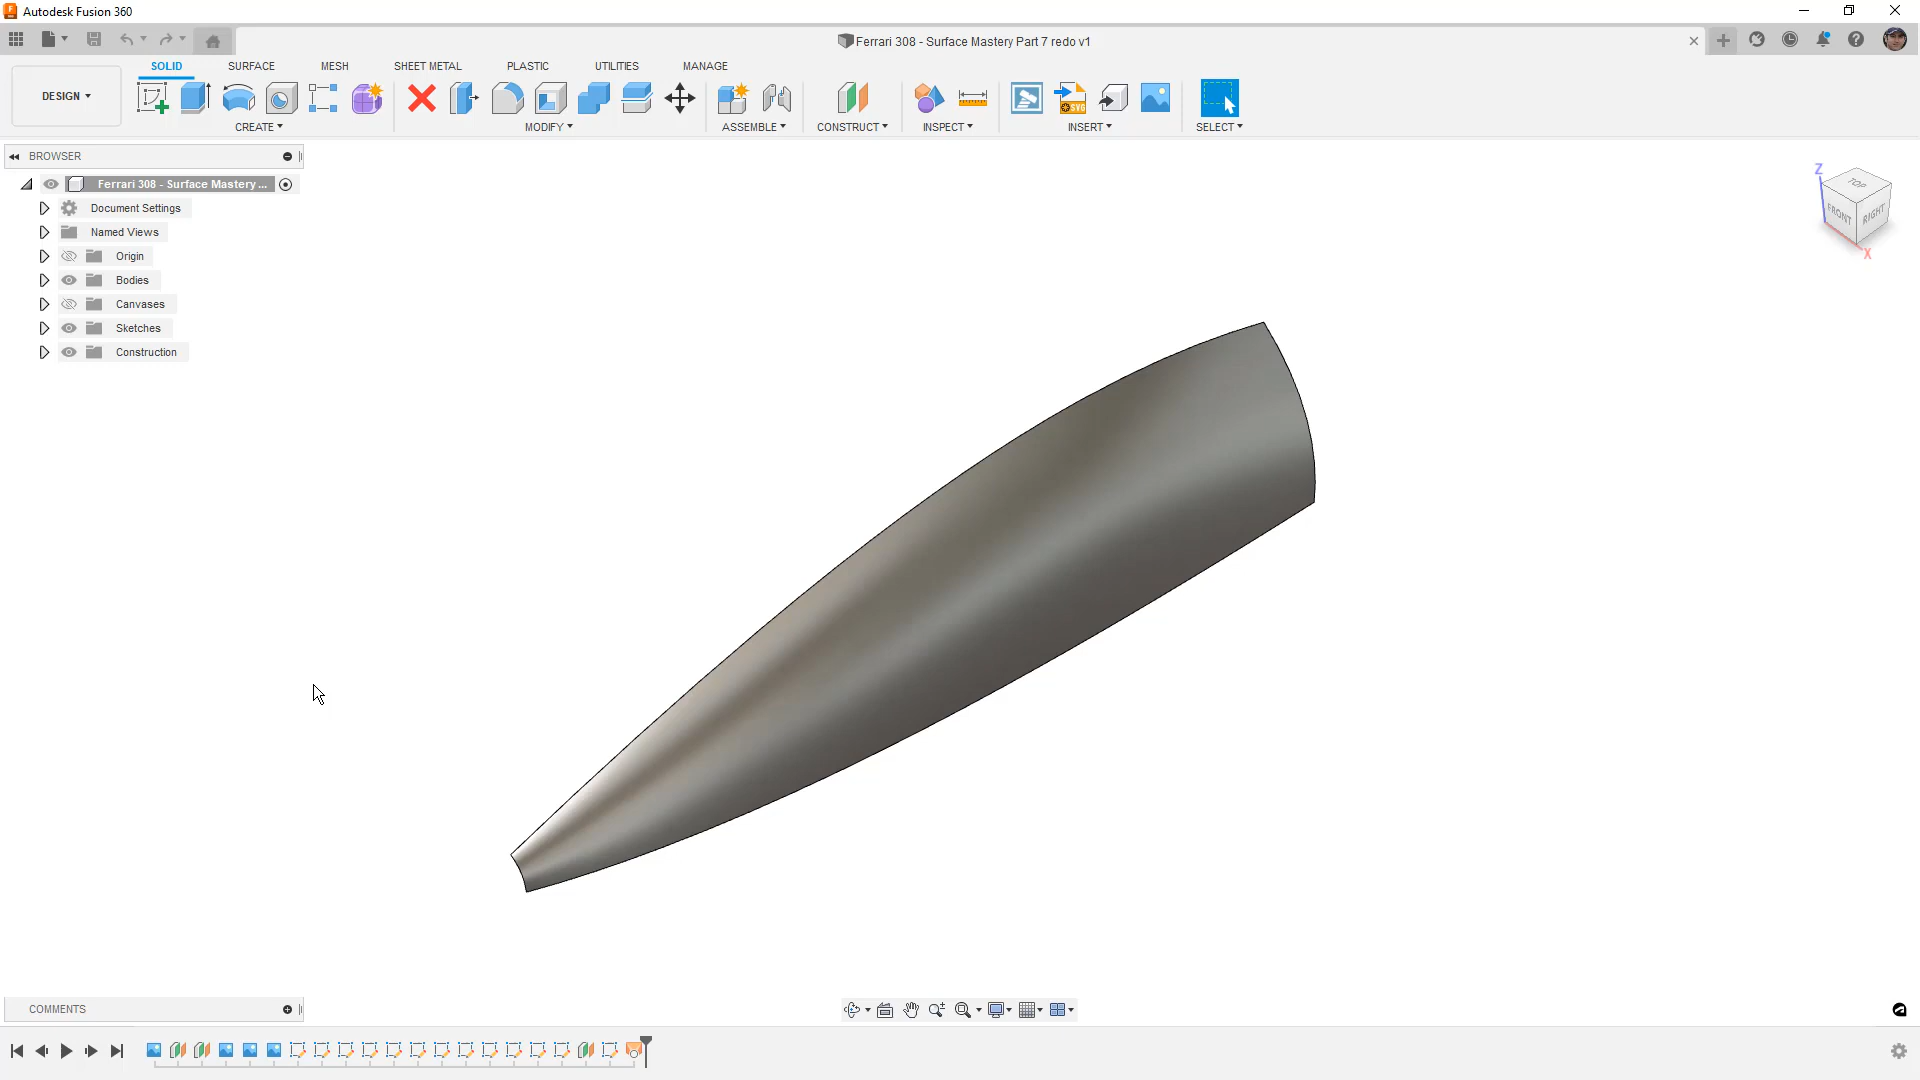 Autodesk Fusion 360
Ferrari 308 - Surface Mastery Part 7 redo v1
DESIGN
SOLID SURFACE MESH SHEET METAL PLASTIC UTILITIES MANAGE
CREATE MODIFY ASSEMBLE CONSTRUCT INSPECT INSERT SELECT
SVG
BROWSER
Ferrari 308 - Surface Mastery ...
Document Settings
Named Views
Origin
Bodies
Canvases
Sketches
Construction
Z
TOP
FRONT RIGHT
X
COMMENTS